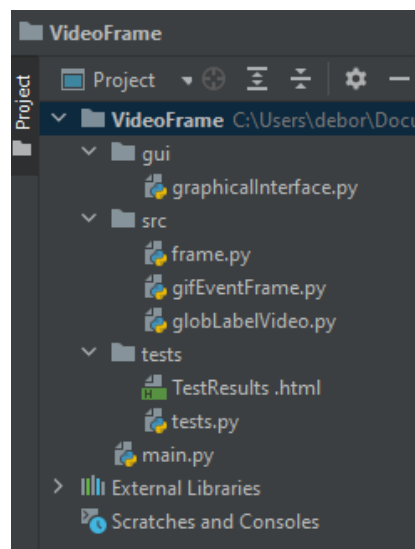 VideoFrame
Project
Project
VideoFrame C:\Users\debor\Docu
gui
graphicalInterface.py
src
frame.py
gifEventFrame.py
globLabelVideo.py
tests
H TestResults .html
tests.py
main.py
External Libraries
Scratches and Consoles